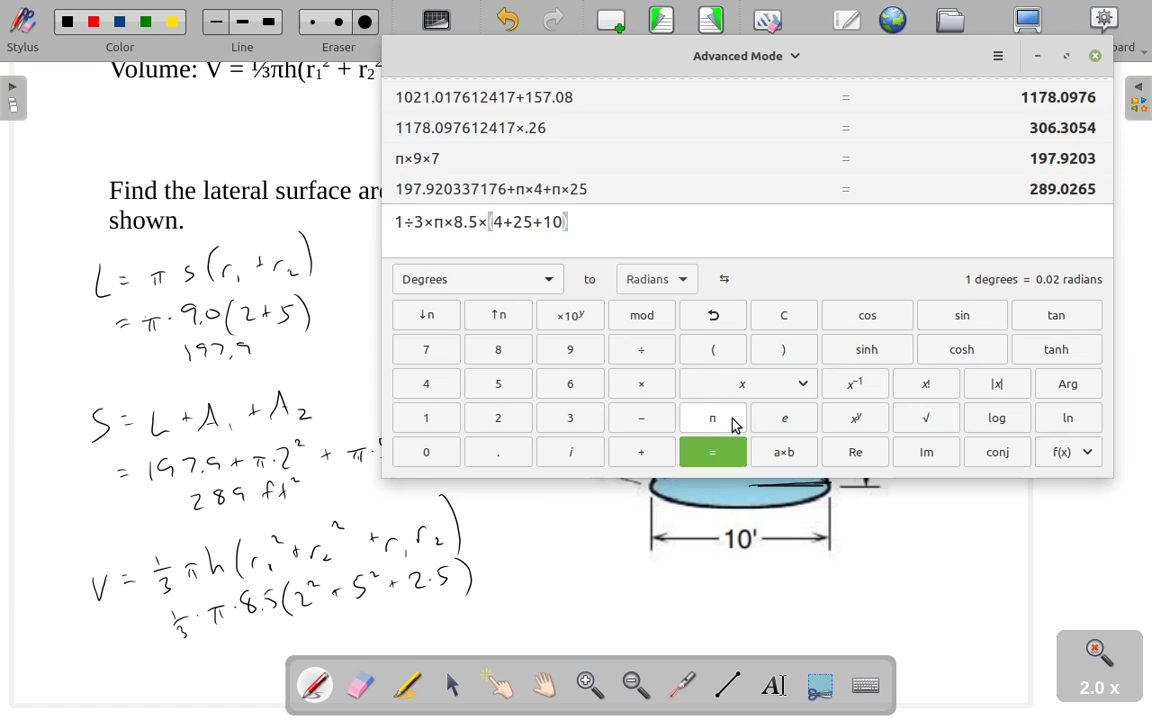 Stylus
Color
Line
Eraser
oard
Volume: V = ⅓πh(r₁² + r₂²
Find the lateral surface are
shown.
L = π s (r₁ + r₂)
= π · 9.0 (2+5)
197.9
S = L + A₁ + A₂
= 197.9 + π·2² + π·
289 ft²
V = 1/3 π h (r₁² + r₂² + r₁ r₂)
1/3 · π · 8.5 (2² + 5² + 2·5)
10'
Advanced Mode
1021.017612417+157.08 = 1178.0976
1178.097612417×.26 = 306.3054
π×9×7 = 197.9203
197.920337176+π×4+π×25 = 289.0265
1÷3×π×8.5×(4+25+10)
Degrees to Radians 1 degrees = 0.02 radians
↓n ↑n ×10ʸ mod C cos sin tan
7 8 9 ÷ ( ) sinh cosh tanh
4 5 6 × x x⁻¹ x! |x| Arg
1 2 3 − π e xʸ √ log ln
0 . i + = a×b Re Im conj f(x)
AI
2.0 x